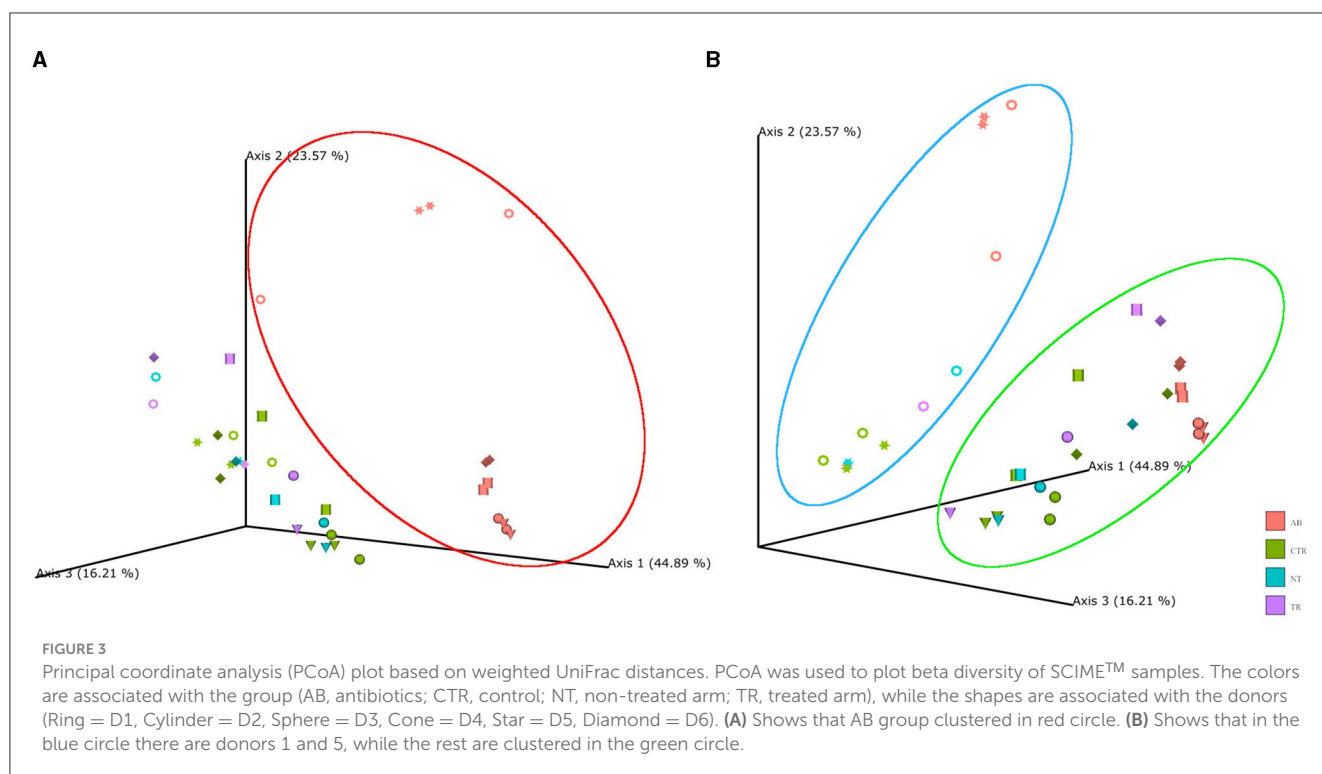 A
B
Axis 2 (23.57 %)
Axis 2 (23.57 %)
Axis 1 (44.89 %)
Axis 3 (16.21 %)
Axis 1 (44.89 %)
Axis 3 (16.21 %)
AB
CTR
NT
TR
FIGURE 3
Principal coordinate analysis (PCoA) plot based on weighted UniFrac distances. PCoA was used to plot beta diversity of SCIME™ samples. The colors
are associated with the group (AB, antibiotics; CTR, control; NT, non-treated arm; TR, treated arm), while the shapes are associated with the donors
(Ring = D1, Cylinder = D2, Sphere = D3, Cone = D4, Star = D5, Diamond = D6). (A) Shows that AB group clustered in red circle. (B) Shows that in the
blue circle there are donors 1 and 5, while the rest are clustered in the green circle.